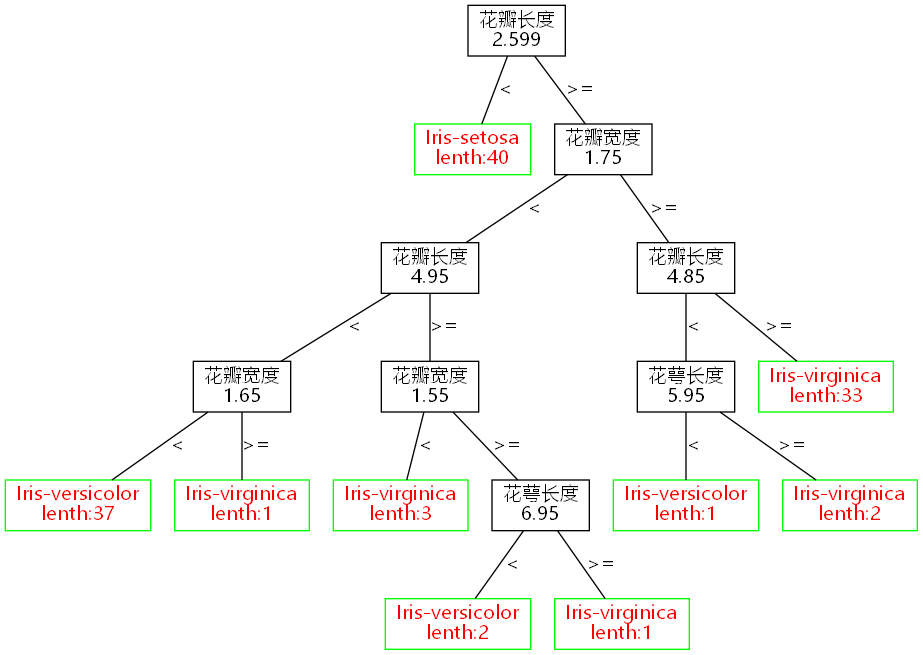 花瓣长度
2.599
<
>=
Iris-setosa
lenth:40
花瓣宽度
1.75
<
>=
花瓣长度
4.95
花瓣长度
4.85
<
>=
<
>=
花瓣宽度
1.65
花瓣宽度
1.55
花萼长度
5.95
Iris-virginica
lenth:33
<
>=
<
>=
<
>=
Iris-versicolor
lenth:37
Iris-virginica
lenth:1
Iris-virginica
lenth:3
花萼长度
6.95
Iris-versicolor
lenth:1
Iris-virginica
lenth:2
<
>=
Iris-versicolor
lenth:2
Iris-virginica
lenth:1